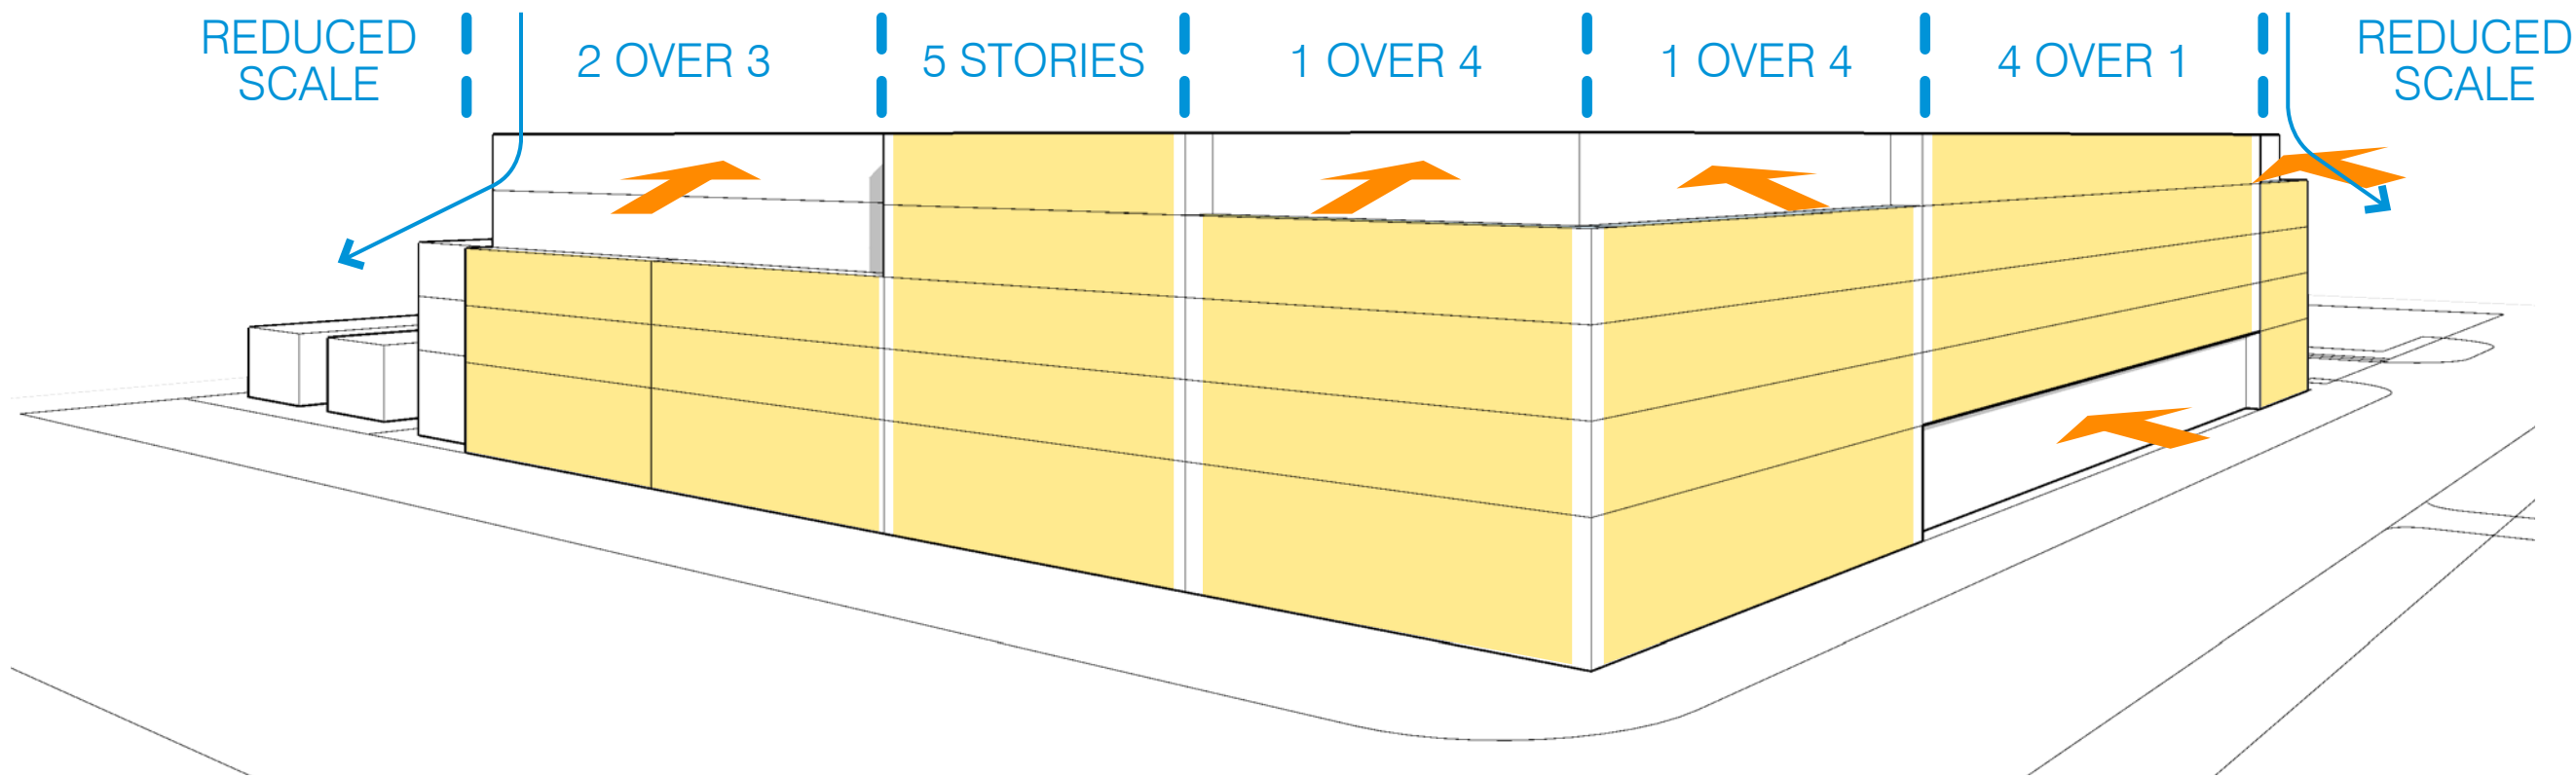 REDUCED
SCALE
2 OVER 3
5 STORIES
1 OVER 4
1 OVER 4
4 OVER 1
REDUCED
SCALE